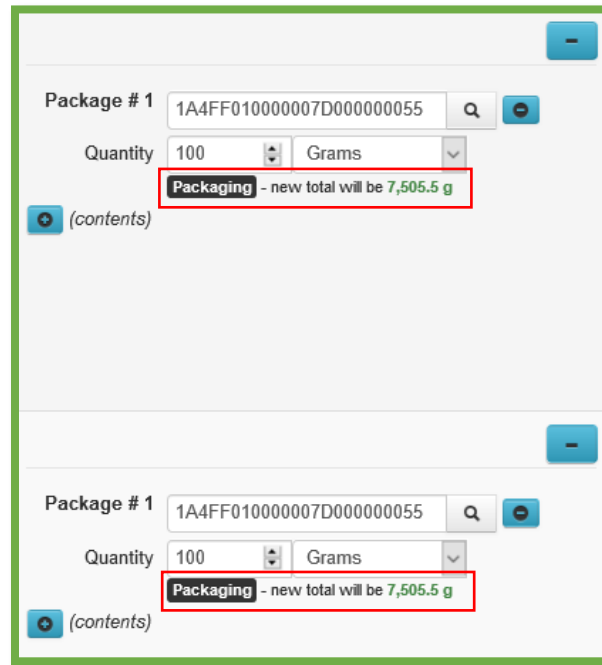 Package # 1 1A4FF010000007D000000055
Quantity 100 Grams
Packaging - new total will be 7,505.5 g
(contents)
Package # 1 1A4FF010000007D000000055
Quantity 100 Grams
Packaging - new total will be 7,505.5 g
(contents)